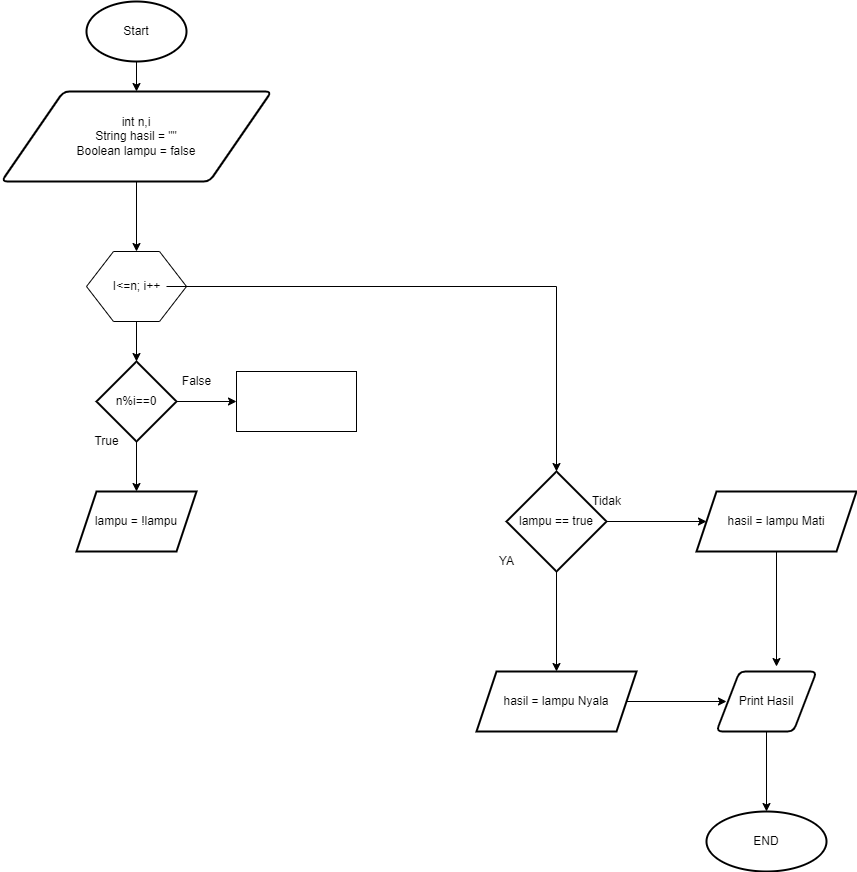 Start
int n,i
String hasil = ""
Boolean lampu = false
I<=n; i++
n%i==0
False
True
lampu = !lampu
lampu == true
Tidak
YA
hasil = lampu Mati
hasil = lampu Nyala
Print Hasil
END